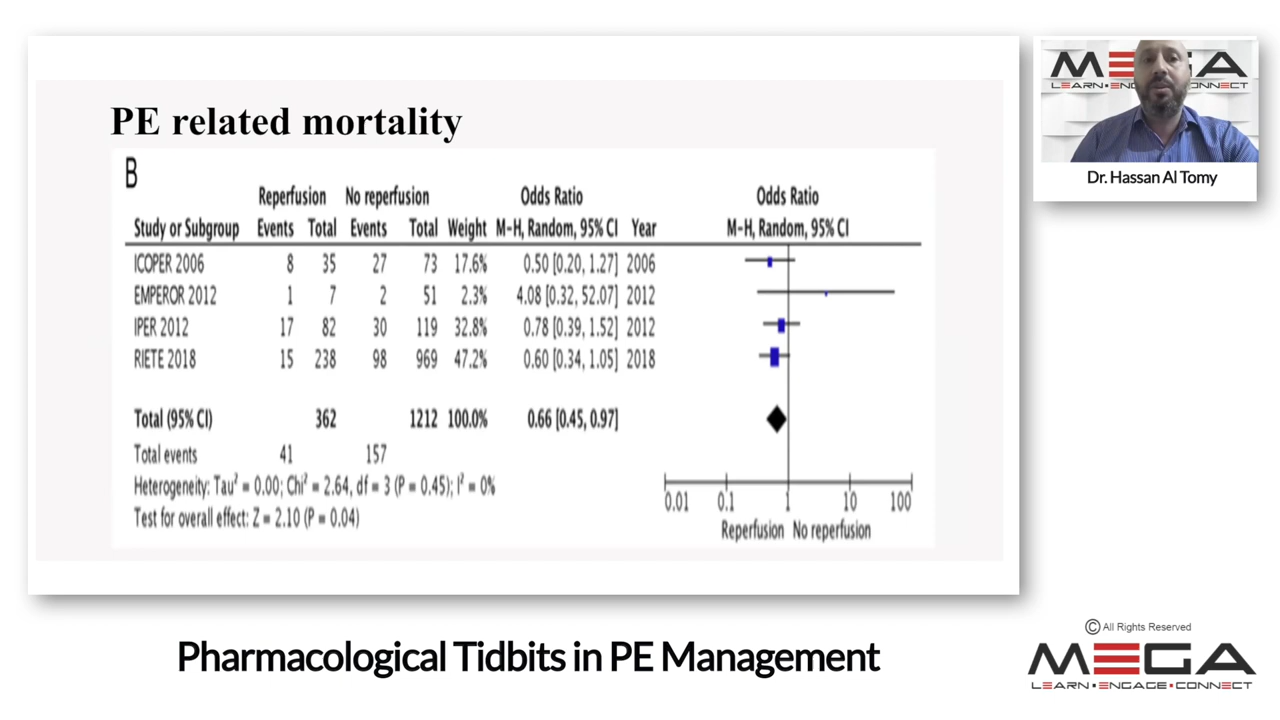 PE related mortality
B
Reperfusion No reperfusion Odds Ratio Odds Ratio
Study or Subgroup Events Total Events Total Weight M-H, Random, 95% CI Year M-H, Random, 95% CI
ICOPER 2006 8 35 27 73 17.6% 0.50 [0.20, 1.27] 2006
EMPEROR 2012 1 7 2 51 2.3% 4.08 [0.32, 52.07] 2012
IPER 2012 17 82 30 119 32.8% 0.78 [0.39, 1.52] 2012
RIETE 2018 15 238 98 969 47.2% 0.60 [0.34, 1.05] 2018
Total (95% CI) 362 1212 100.0% 0.66 [0.45, 0.97]
Total events 41 157
Heterogeneity: Tau² = 0.00; Chi² = 2.64, df = 3 (P = 0.45); I² = 0%
Test for overall effect: Z = 2.10 (P = 0.04)
0.01 0.1 1 10 100
Reperfusion No reperfusion
Dr. Hassan Al Tomy
Pharmacological Tidbits in PE Management
© All Rights Reserved
MEGA
LEARN•ENGAGE•CONNECT